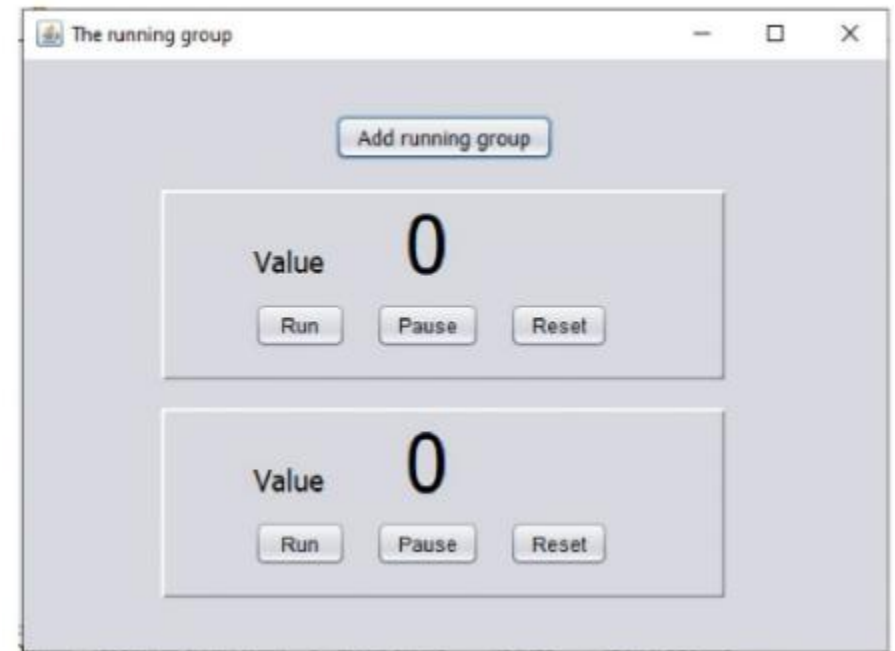 The running group
Add running group
Value 0
Run Pause Reset
Value 0
Run Pause Reset